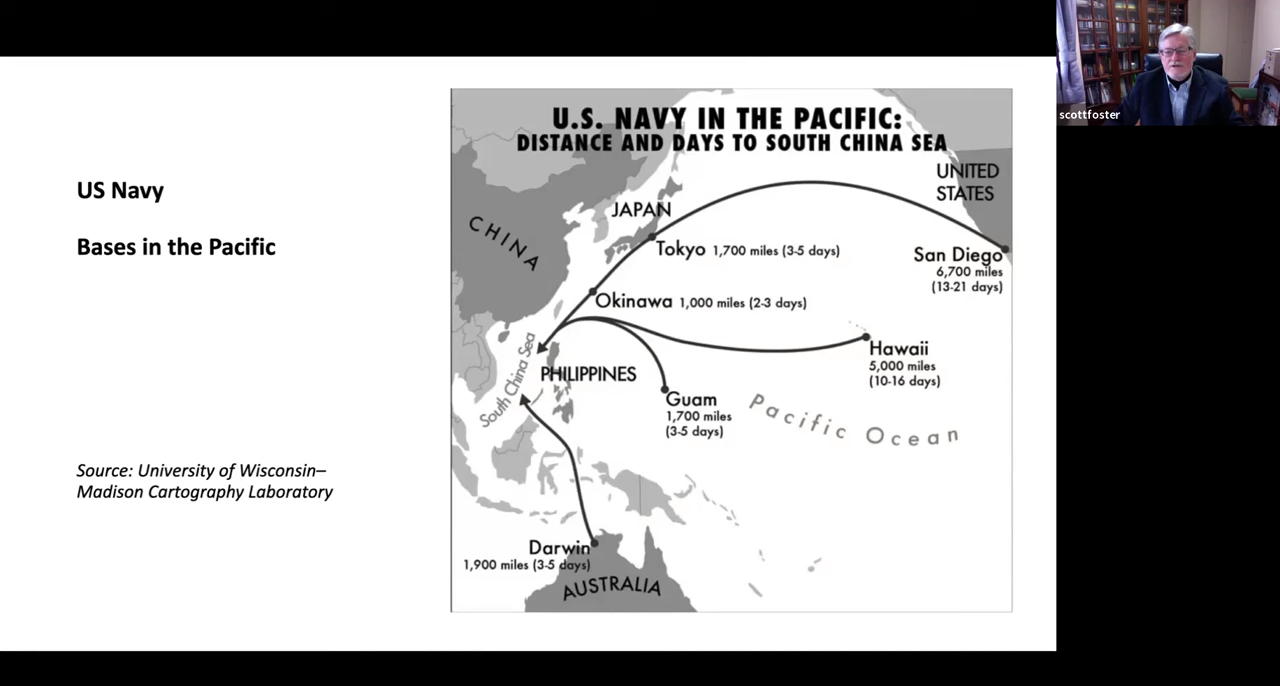 scottfoster
US Navy
Bases in the Pacific
Source: University of Wisconsin–
Madison Cartography Laboratory
U.S. NAVY IN THE PACIFIC:
DISTANCE AND DAYS TO SOUTH CHINA SEA
UNITED
STATES
JAPAN
CHINA
Tokyo 1,700 miles (3-5 days)
San Diego
6,700 miles
(13-21 days)
Okinawa 1,000 miles (2-3 days)
Hawaii
5,000 miles
(10-16 days)
South China Sea
PHILIPPINES
Guam
1,700 miles
(3-5 days)
Pacific Ocean
Darwin
1,900 miles (3-5 days)
AUSTRALIA